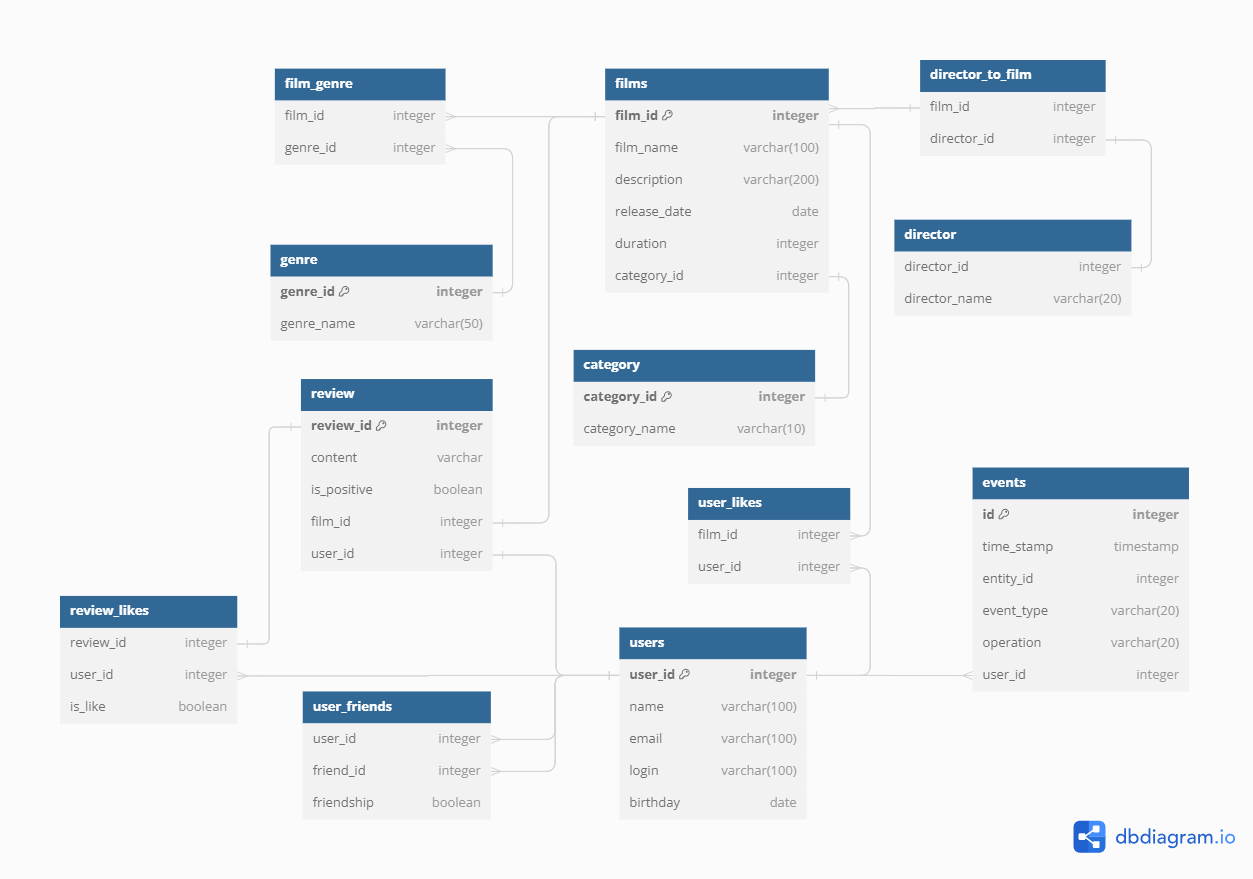 film_genre
film_id integer
genre_id integer
films
film_id integer
film_name varchar(100)
description varchar(200)
release_date date
duration integer
category_id integer
director_to_film
film_id integer
director_id integer
director
director_id integer
director_name varchar(20)
genre
genre_id integer
genre_name varchar(50)
category
category_id integer
category_name varchar(10)
review
review_id integer
content varchar
is_positive boolean
film_id integer
user_id integer
user_likes
film_id integer
user_id integer
events
id integer
time_stamp timestamp
entity_id integer
event_type varchar(20)
operation varchar(20)
user_id integer
review_likes
review_id integer
user_id integer
is_like boolean
users
user_id integer
name varchar(100)
email varchar(100)
login varchar(100)
birthday date
user_friends
user_id integer
friend_id integer
friendship boolean
dbdiagram.io